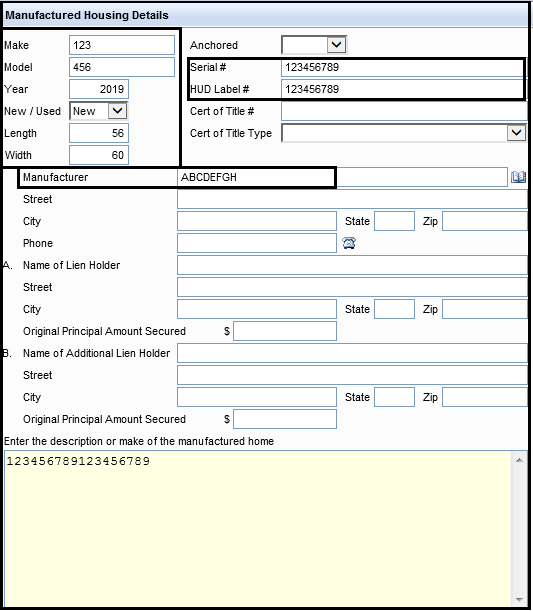 Manufactured Housing Details
Make 123 Anchored
Model 456 Serial # 123456789
Year 2019 HUD Label # 123456789
New / Used New Cert of Title #
Length 56 Cert of Title Type
Width 60
Manufacturer ABCDEFGH
Street
City State Zip
Phone
A. Name of Lien Holder
Street
City State Zip
Original Principal Amount Secured $
B. Name of Additional Lien Holder
Street
City State Zip
Original Principal Amount Secured $
Enter the description or make of the manufactured home
123456789123456789